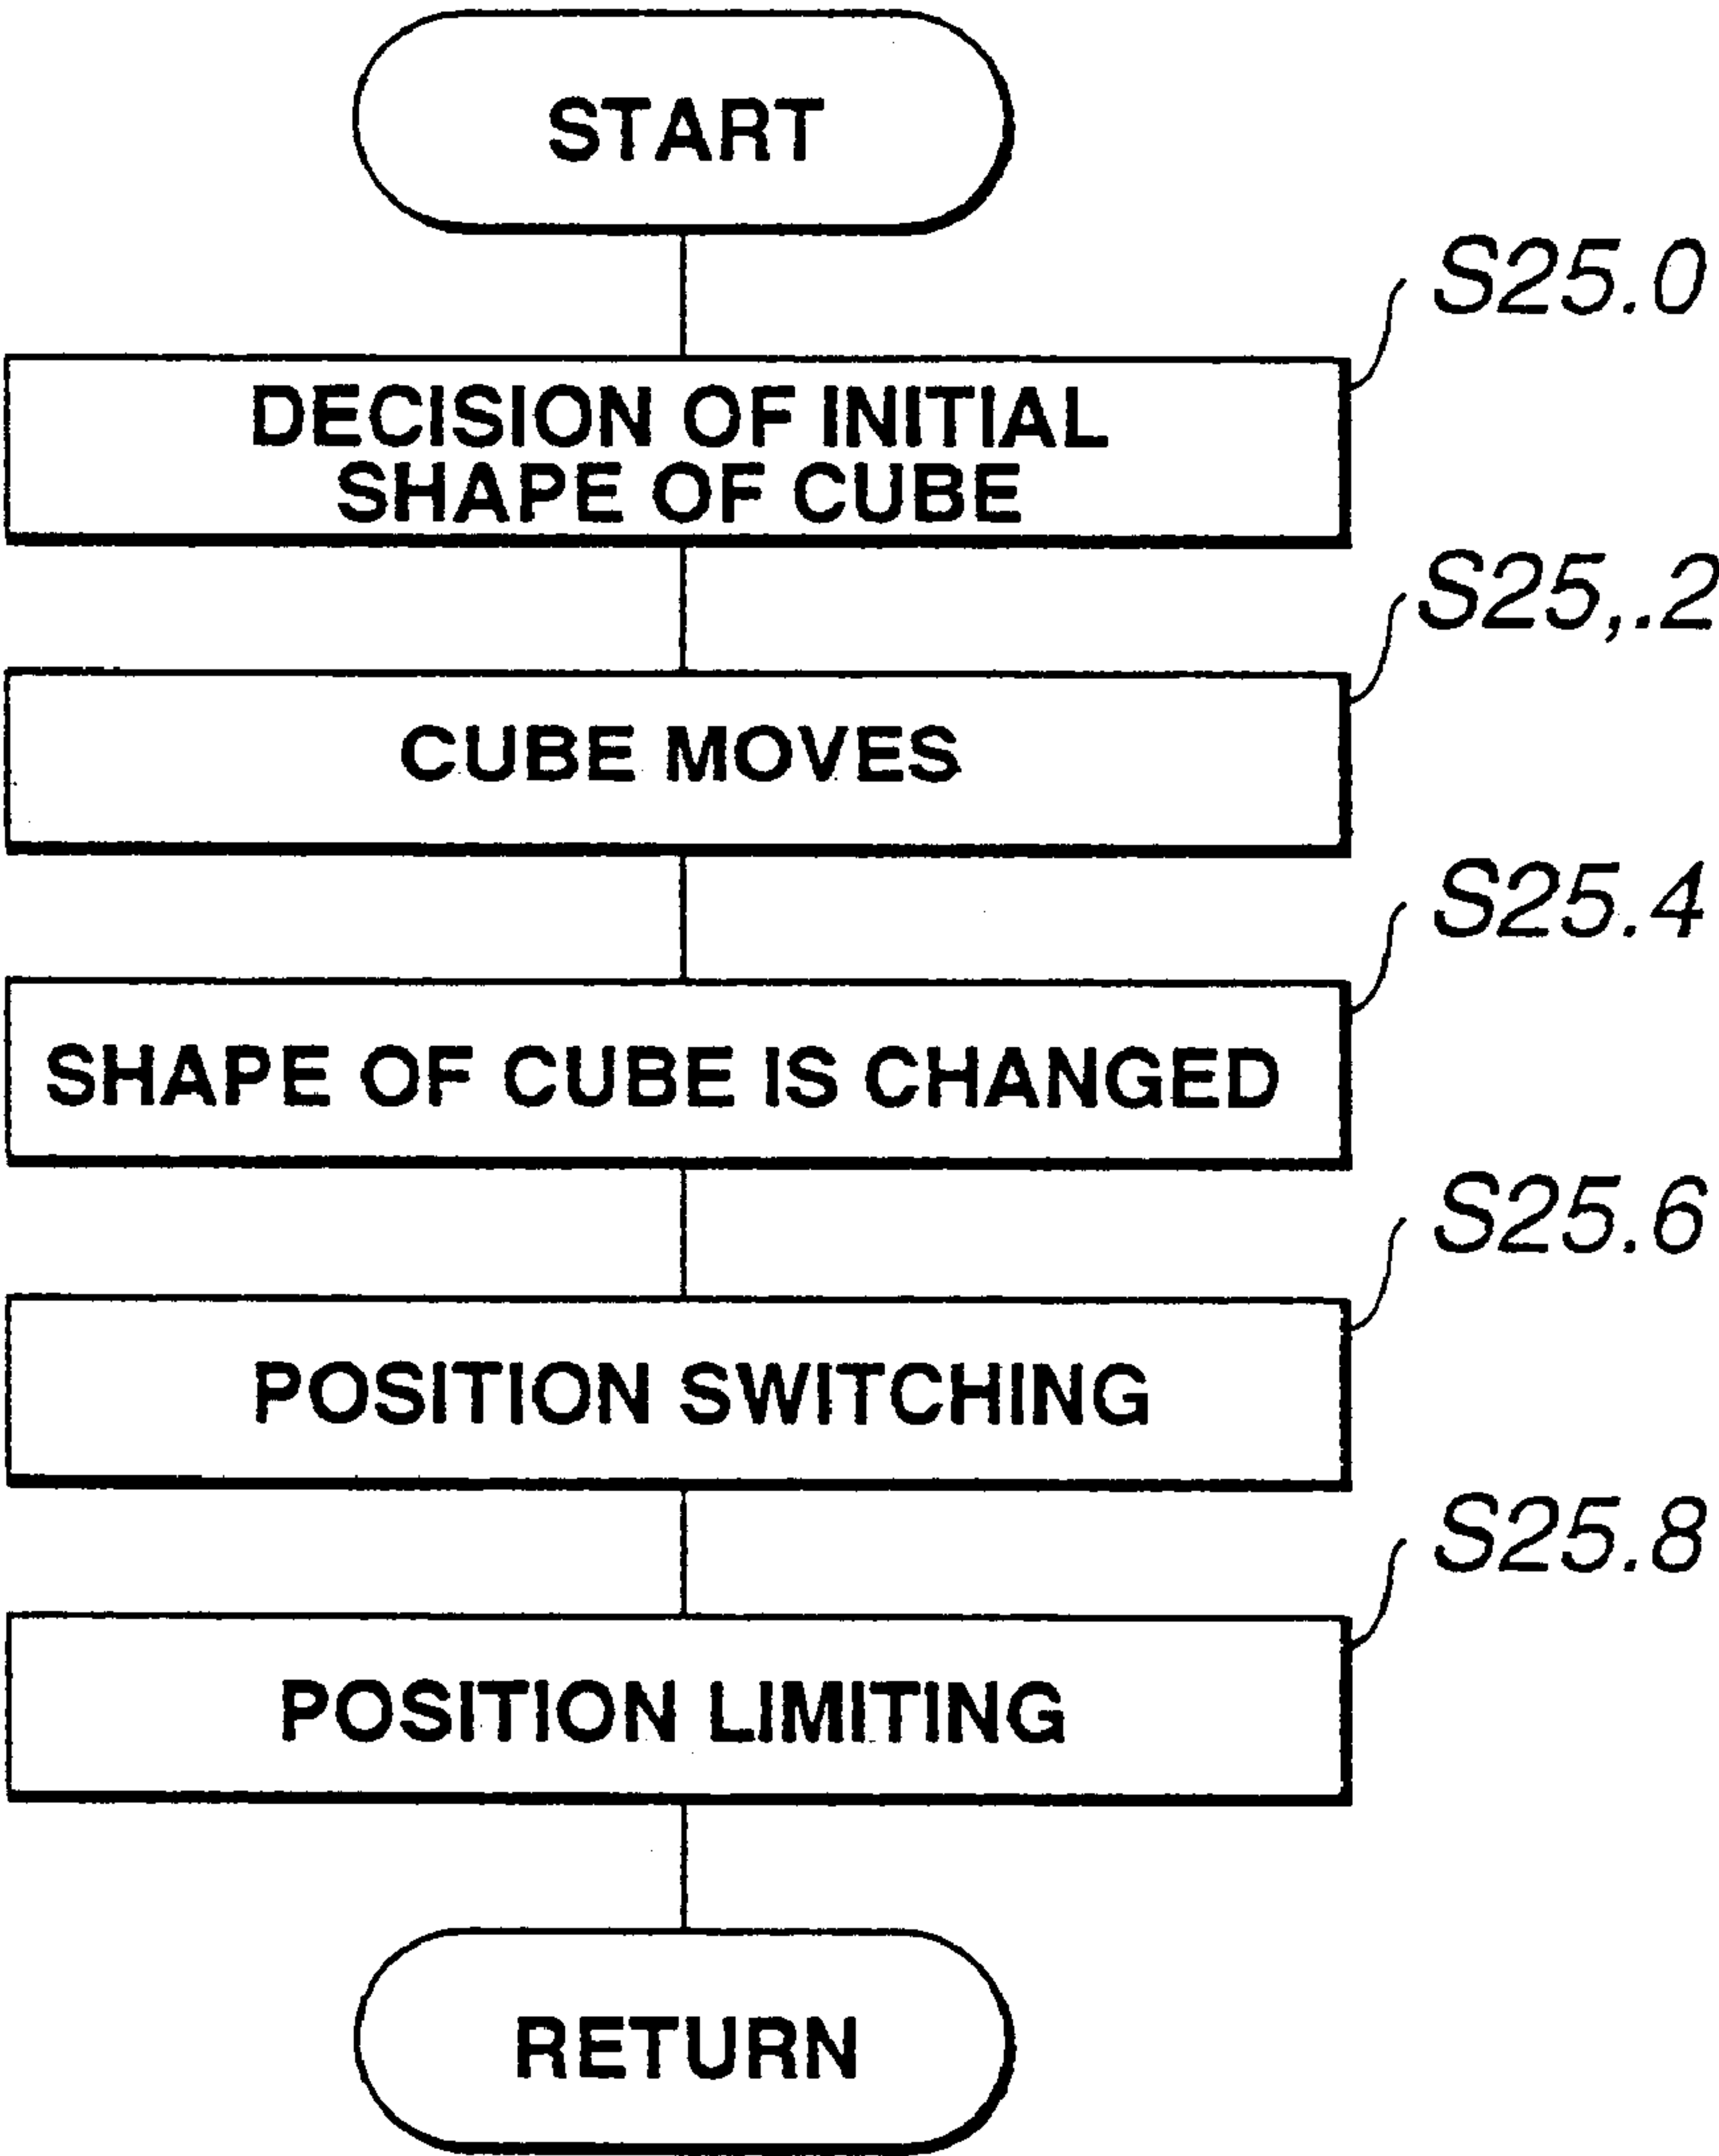 START
S25.0
DECISION OF INITIAL
SHAPE OF CUBE
S25,.2
CUBE MOVES
S25.4
SHAPE OF CUBE IS CHANGED
S25.6
POSITION SWITCHING
S25.8
POSITION LIMITING
RETURN